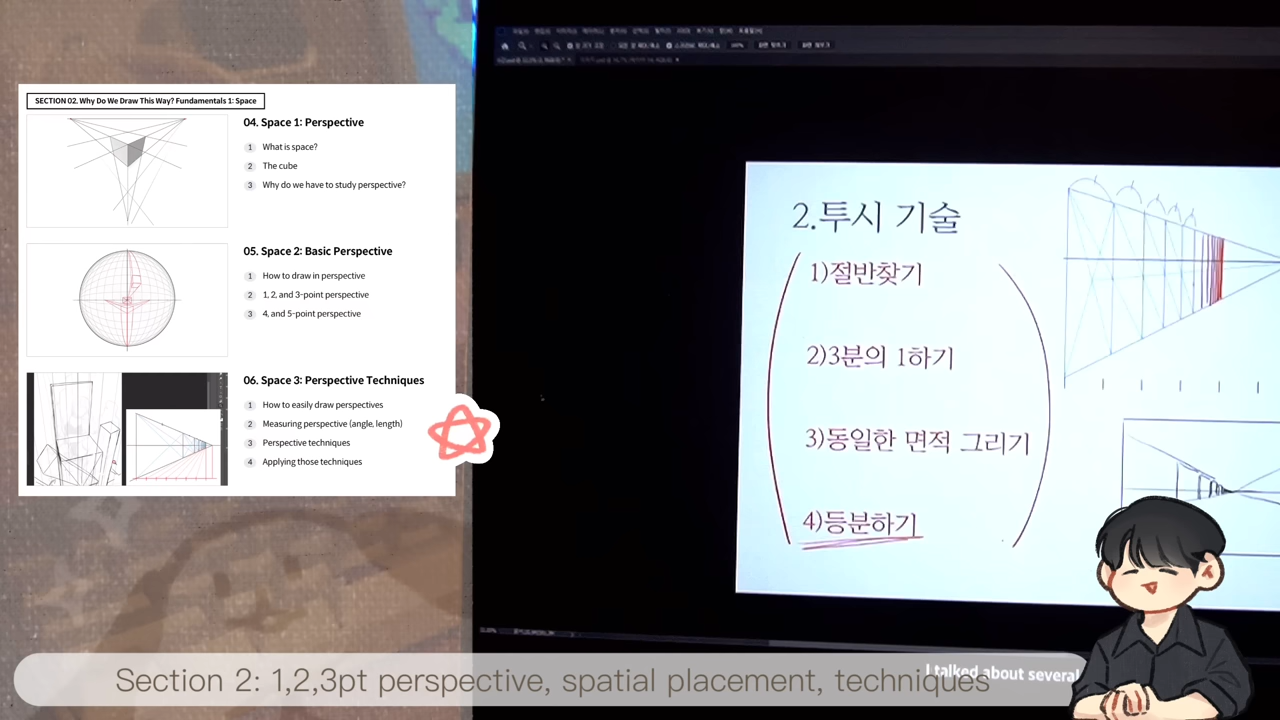 SECTION 02. Why Do We Draw This Way? Fundamentals 1: Space
04. Space 1: Perspective
1 What is space?
2 The cube
3 Why do we have to study perspective?
05. Space 2: Basic Perspective
1 How to draw in perspective
2 1, 2, and 3-point perspective
3 4, and 5-point perspective
06. Space 3: Perspective Techniques
1 How to easily draw perspectives
2 Measuring perspective (angle, length)
3 Perspective techniques
4 Applying those techniques
2.투시 기술
1)절반찾기
2)3분의 1하기
3)동일한 면적 그리기
4)등분하기
I talked about several
Section 2: 1,2,3pt perspective, spatial placement, techniques